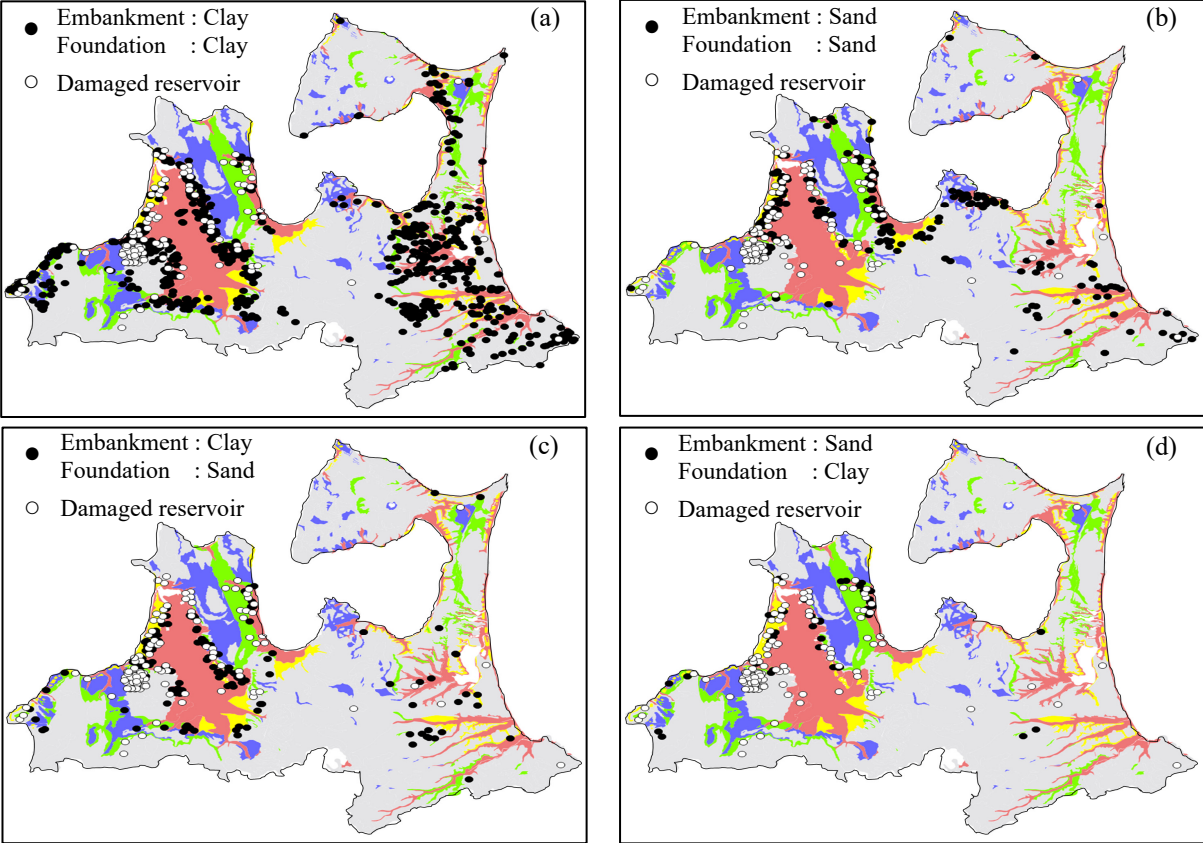 Embankment : Clay
Foundation : Clay
Damaged reservoir
(a)
Embankment : Sand
Foundation : Sand
Damaged reservoir
(b)
Embankment : Clay
Foundation : Sand
Damaged reservoir
(c)
Embankment : Sand
Foundation : Clay
Damaged reservoir
(d)